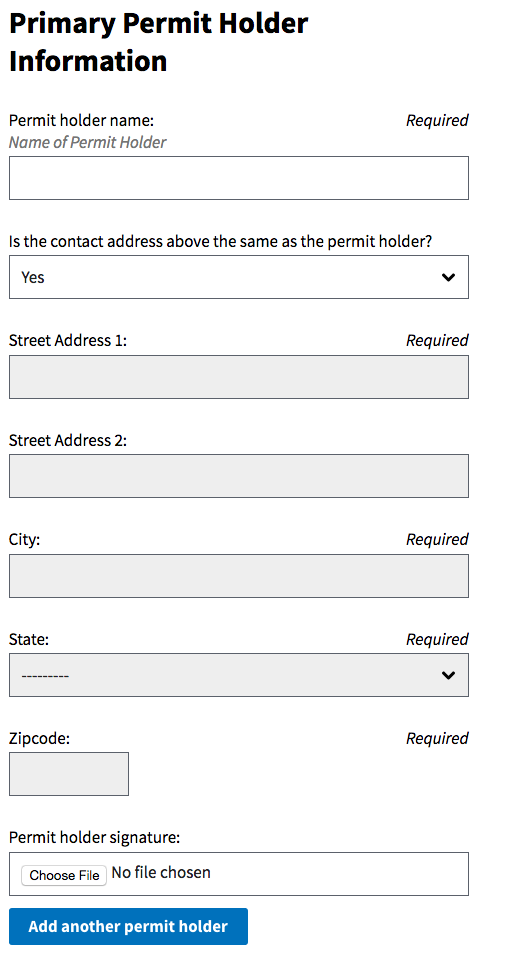 Primary Permit Holder
Information
Permit holder name: Required
Name of Permit Holder
Is the contact address above the same as the permit holder?
Yes
Street Address 1: Required
Street Address 2:
City: Required
State: Required
---------
Zipcode: Required
Permit holder signature:
Choose File No file chosen
Add another permit holder